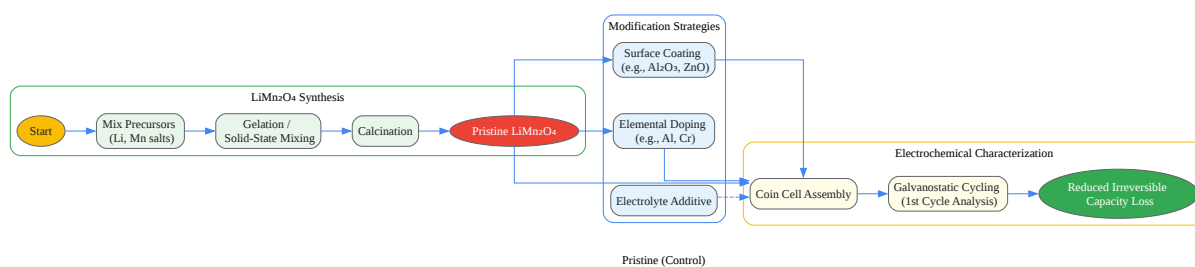 LiMn₂O₄ Synthesis
Start
Mix Precursors
(Li, Mn salts)
Gelation /
Solid-State Mixing
Calcination
Pristine LiMn₂O₄
Modification Strategies
Surface Coating
(e.g., Al₂O₃, ZnO)
Elemental Doping
(e.g., Al, Cr)
Electrolyte Additive
Electrochemical Characterization
Coin Cell Assembly
Galvanostatic Cycling
(1st Cycle Analysis)
Reduced Irreversible
Capacity Loss
Pristine (Control)